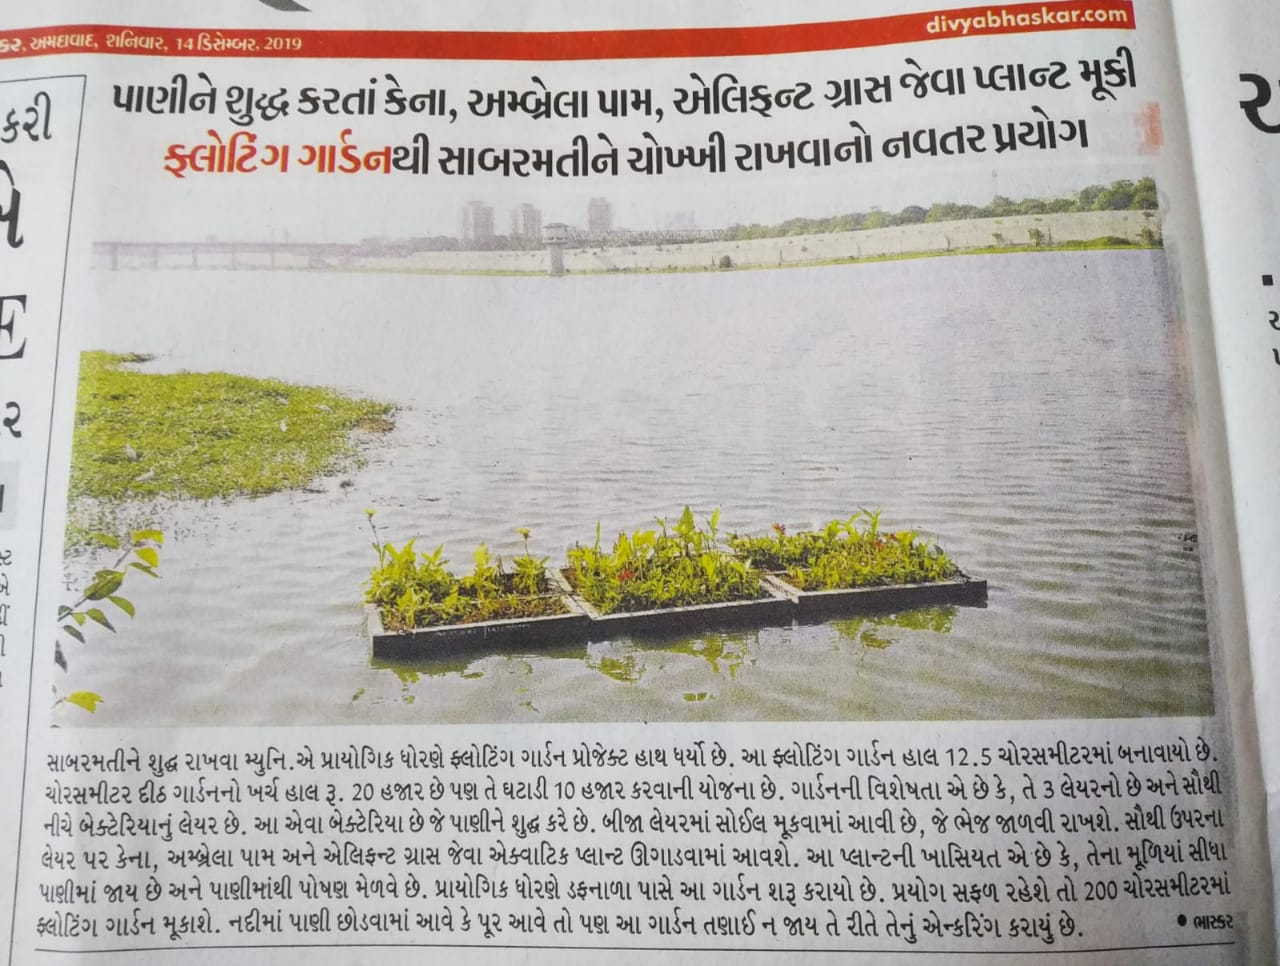 કર, અમદાવાદ, શનિવાર, 14 ડિસેમ્બર, 2019
divyabhaskar.com
પાણીને શુદ્ધ કરતાં કેના, અમ્બ્રેલા પામ, એલિફન્ટ ગ્રાસ જેવા પ્લાન્ટ મૂકી
ફ્લોટિંગ ગાર્ડનથી સાબરમતીને ચોખ્ખી રાખવાનો નવતર પ્રયોગ
સાબરમતીને શુદ્ધ રાખવા મ્યુનિ.એ પ્રાયોગિક ધોરણે ફ્લોટિંગ ગાર્ડન પ્રોજેક્ટ હાથ ધર્યો છે. આ ફ્લોટિંગ ગાર્ડન હાલ 12.5 ચોરસમીટરમાં બનાવાયો છે.
ચોરસમીટર દીઠ ગાર્ડનનો ખર્ચ હાલ રૂ. 20 હજાર છે પણ તે ઘટાડી 10 હજાર કરવાની યોજના છે. ગાર્ડનની વિશેષતા એ છે કે, તે 3 લેયરનો છે અને સૌથી
નીચે બેક્ટેરિયાનું લેયર છે. આ એવા બેક્ટેરિયા છે જે પાણીને શુદ્ધ કરે છે. બીજા લેયરમાં સોઈલ મૂકવામાં આવી છે, જે ભેજ જાળવી રાખશે. સૌથી ઉપરના
લેયર પર કેના, અમ્બ્રેલા પામ અને એલિફન્ટ ગ્રાસ જેવા એક્વાટિક પ્લાન્ટ ઊગાડવામાં આવશે. આ પ્લાન્ટની ખાસિયત એ છે કે, તેના મૂળિયાં સીધા
પાણીમાં જાય છે અને પાણીમાંથી પોષણ મેળવે છે. પ્રાયોગિક ધોરણે ડફનાળા પાસે આ ગાર્ડન શરૂ કરાયો છે. પ્રયોગ સફળ રહેશે તો 200 ચોરસમીટરમાં
ફ્લોટિંગ ગાર્ડન મૂકાશે. નદીમાં પાણી છોડવામાં આવે કે પૂર આવે તો પણ આ ગાર્ડન તણાઈ ન જાય તે રીતે તેનું એન્કરિંગ કરાયું છે. • ભાસ્કર
કરી